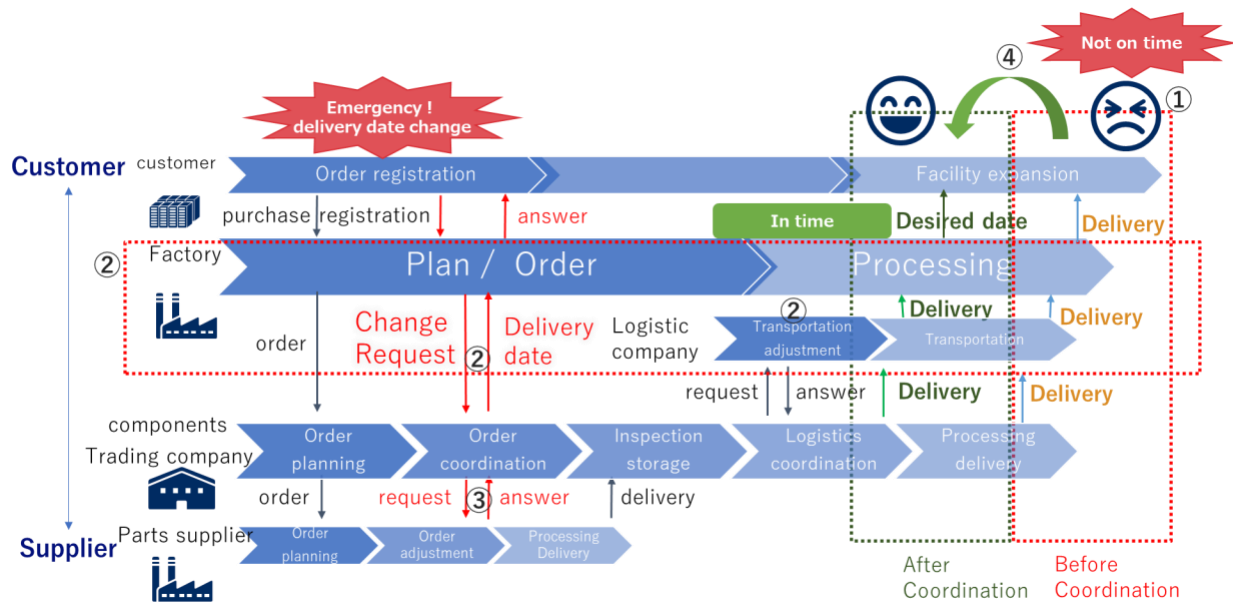 Not on time
④
①
Emergency !
delivery date change
Customer
customer
Order registration
Facility expansion
purchase registration
answer
In time
Desired date
Delivery
②
Factory
Plan / Order
Processing
order
Change
Request
②
Delivery
date
Logistic
company
②
Transportation
adjustment
Transportation
Delivery
Delivery
request
answer
Delivery
Delivery
components
Trading company
Order
planning
Order
coordination
Inspection
storage
Logistics
coordination
Processing
delivery
order
request
③
answer
delivery
Supplier
Parts supplier
Order
planning
Order
adjustment
Processing
Delivery
After
Coordination
Before
Coordination